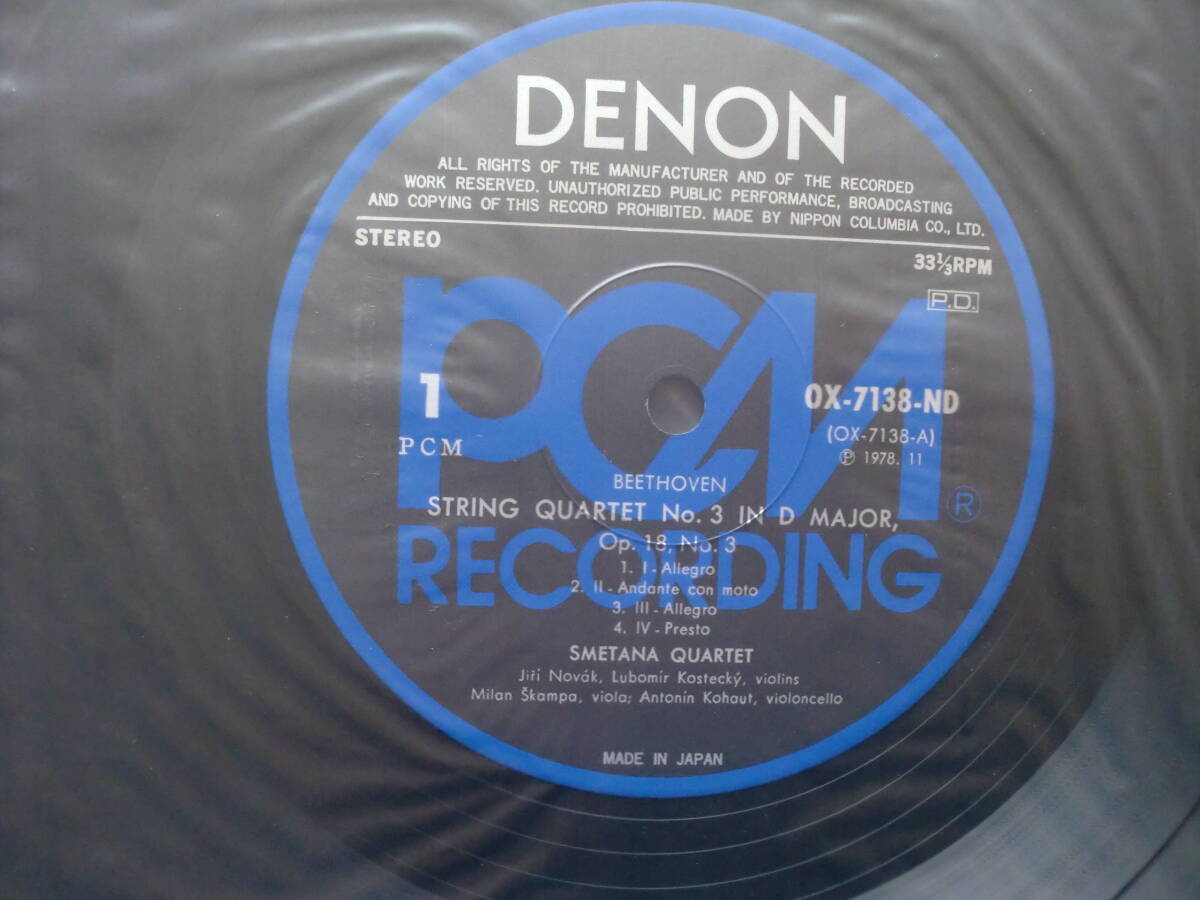 DENON
ALL RIGHTS OF THE MANUFACTURER AND OF THE RECORDED
WORK RESERVED. UNAUTHORIZED PUBLIC PERFORMANCE, BROADCASTING
AND COPYING OF THIS RECORD PROHIBITED. MADE BY NIPPON COLUMBIA CO., LTD.
STEREO
33⅓RPM
P.D.
PCM
RECORDING
®
1
PCM
OX-7138-ND
(OX-7138-A)
℗ 1978. 11
BEETHOVEN
STRING QUARTET No. 3 IN D MAJOR,
Op. 18, No. 3
1. I - Allegro
2. II - Andante con moto
3. III - Allegro
4. IV - Presto
SMETANA QUARTET
Jiří Novák, Lubomír Kostecký, violins
Milan Škampa, viola; Antonín Kohaut, violoncello
MADE IN JAPAN